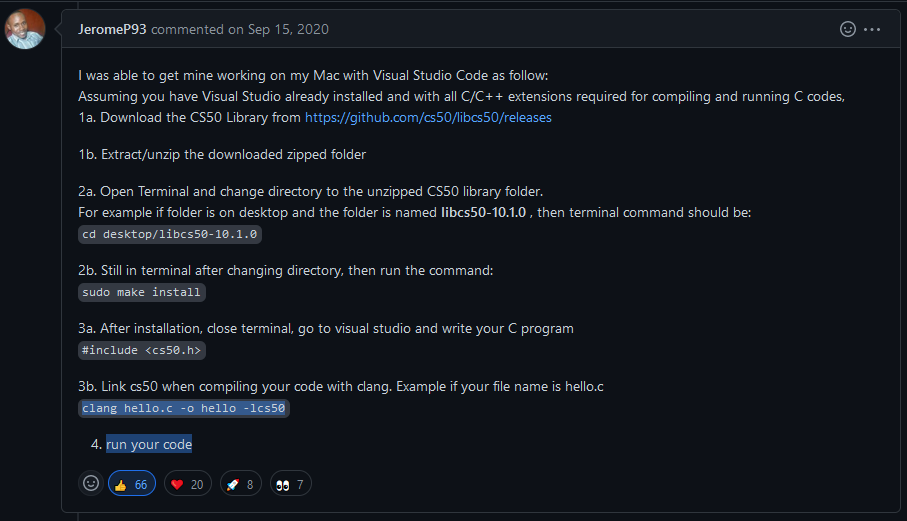 JeromeP93 commented on Sep 15, 2020
I was able to get mine working on my Mac with Visual Studio Code as follow:
Assuming you have Visual Studio already installed and with all C/C++ extensions required for compiling and running C codes,
1a. Download the CS50 Library from https://github.com/cs50/libcs50/releases
1b. Extract/unzip the downloaded zipped folder
2a. Open Terminal and change directory to the unzipped CS50 library folder.
For example if folder is on desktop and the folder is named libcs50-10.1.0 , then terminal command should be:
cd desktop/libcs50-10.1.0
2b. Still in terminal after changing directory, then run the command:
sudo make install
3a. After installation, close terminal, go to visual studio and write your C program
#include <cs50.h>
3b. Link cs50 when compiling your code with clang. Example if your file name is hello.c
clang hello.c -o hello -lcs50
4. run your code
66 20 8 7